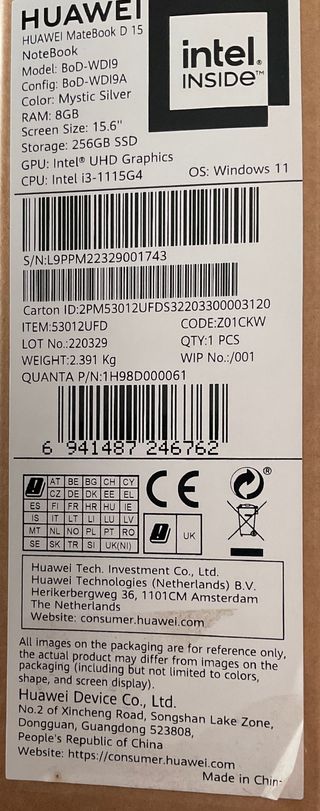 HUAWEI
HUAWEI MateBook D 15
NoteBook
Model: BoD-WDI9
Config: BoD-WDI9A
Color: Mystic Silver
RAM: 8GB
Screen Size: 15.6"
Storage: 256GB SSD
GPU: Intel® UHD Graphics
CPU: Intel i3-1115G4
OS: Windows 11
intel
INSIDE™
S/N:L9PPM22329001743
Carton ID:2PM53012UFDS32203300003120
ITEM:53012UFD CODE:Z01CKW
LOT No.:220329 QTY:1 PCS
WEIGHT:2.391 Kg WIP No.:/001
QUANTA P/N:1H98D000061
6 941487 246762
AT BE BG CH CY
CZ DE DK EE EL
ES FI FR HR HU IE
IS IT LT LI LU LV
MT NL NO PL PT RO
SE SK TR SI UK(NI)
CE
®
UK
Huawei Tech. Investment Co., Ltd.
Huawei Technologies (Netherlands) B.V.
Herikerbergweg 36, 1101CM Amsterdam
The Netherlands
Website: consumer.huawei.com
All images on the packaging are for reference only,
the actual product may differ from images on the
packaging (including but not limited to colors,
shape, and screen display).
Huawei Device Co., Ltd.
No.2 of Xincheng Road, Songshan Lake Zone,
Dongguan, Guangdong 523808,
People's Republic of China
Website: https://consumer.huawei.com
Made in Chin